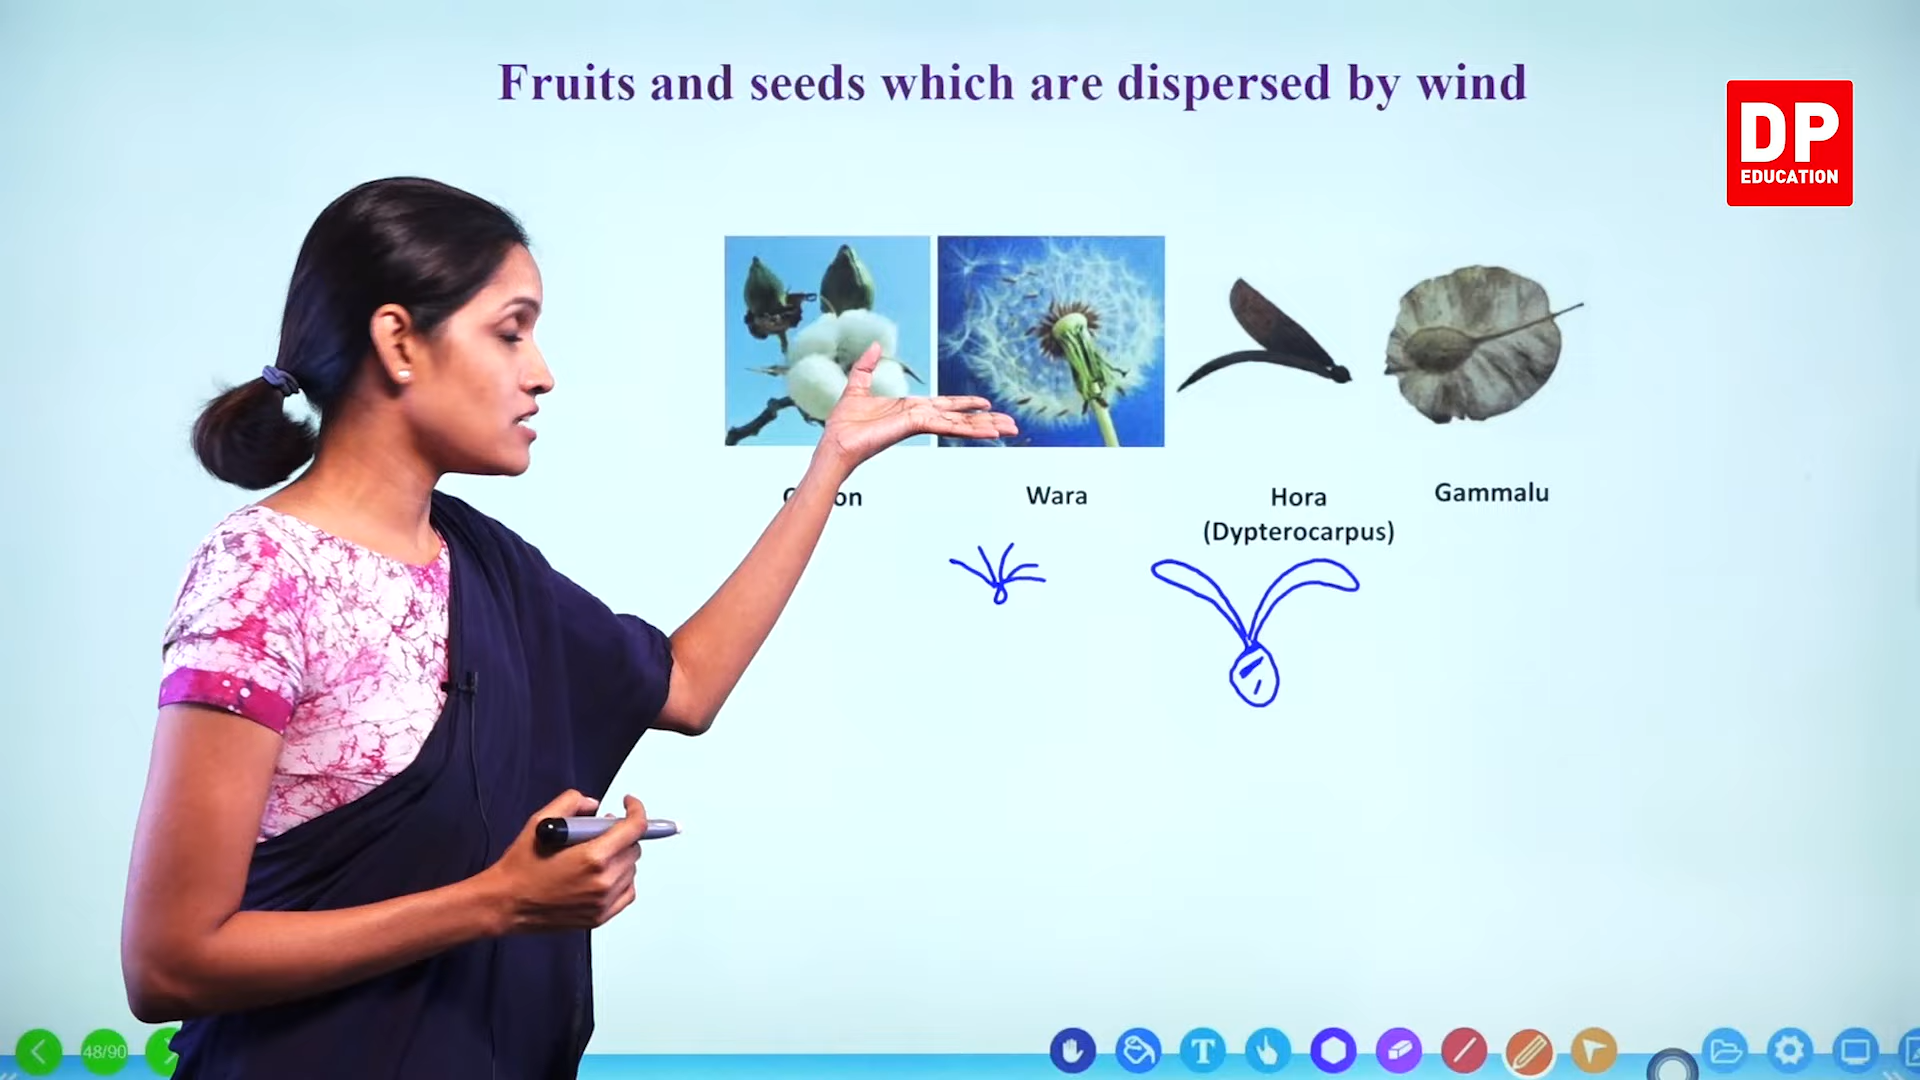 Fruits and seeds which are dispersed by wind
DP
EDUCATION
Wara
Hora
(Dypterocarpus)
Gammalu
48/90
T